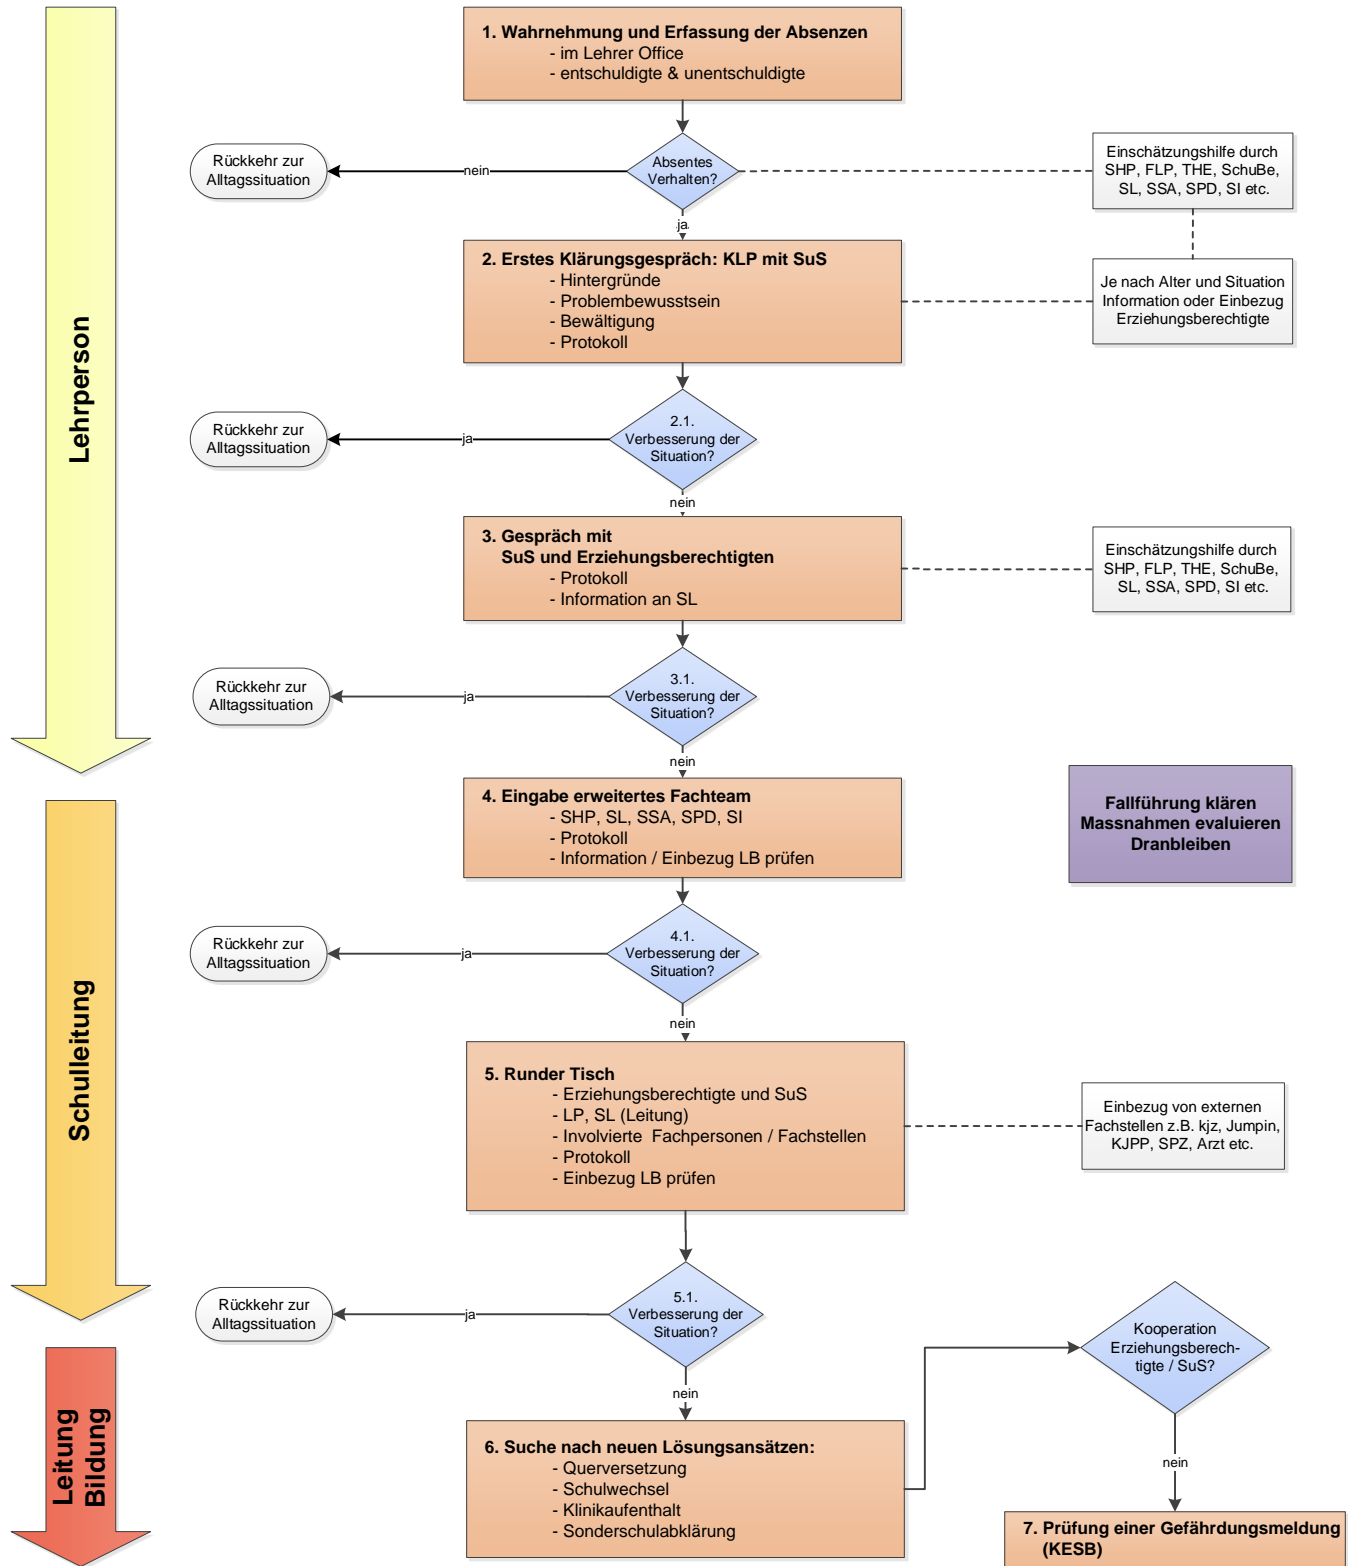 1. Wahrnehmung und Erfassung der Absenzen
- im Lehrer Office
- entschuldigte & unentschuldigte
Rückkehr zur
Alltagssituation
nein
Absentes
Verhalten?
Einschätzungshilfe durch
SHP, FLP, THE, SchuBe,
SL, SSA, SPD, SI etc.
ja
2. Erstes Klärungsgespräch: KLP mit SuS
- Hintergründe
- Problembewusstsein
- Bewältigung
- Protokoll
Je nach Alter und Situation
Information oder Einbezug
Erziehungsberechtigte
Lehrperson
Rückkehr zur
Alltagssituation
ja
2.1.
Verbesserung der
Situation?
nein
3. Gespräch mit
SuS und Erziehungsberechtigten
- Protokoll
- Information an SL
Einschätzungshilfe durch
SHP, FLP, THE, SchuBe,
SL, SSA, SPD, SI etc.
Rückkehr zur
Alltagssituation
ja
3.1.
Verbesserung der
Situation?
nein
4. Eingabe erweitertes Fachteam
- SHP, SL, SSA, SPD, SI
- Protokoll
- Information / Einbezug LB prüfen
Fallführung klären
Massnahmen evaluieren
Dranbleiben
Schulleitung
Rückkehr zur
Alltagssituation
ja
4.1.
Verbesserung der
Situation?
nein
5. Runder Tisch
- Erziehungsberechtigte und SuS
- LP, SL (Leitung)
- Involvierte Fachpersonen / Fachstellen
- Protokoll
- Einbezug LB prüfen
Einbezug von externen
Fachstellen z.B. kjz, Jumpin,
KJPP, SPZ, Arzt etc.
Rückkehr zur
Alltagssituation
ja
5.1.
Verbesserung der
Situation?
nein
Kooperation
Erziehungsberech-
tigte / SuS?
Leitung
Bildung
6. Suche nach neuen Lösungsansätzen:
- Querversetzung
- Schulwechsel
- Klinikaufenthalt
- Sonderschulabklärung
nein
7. Prüfung einer Gefährdungsmeldung
(KESB)